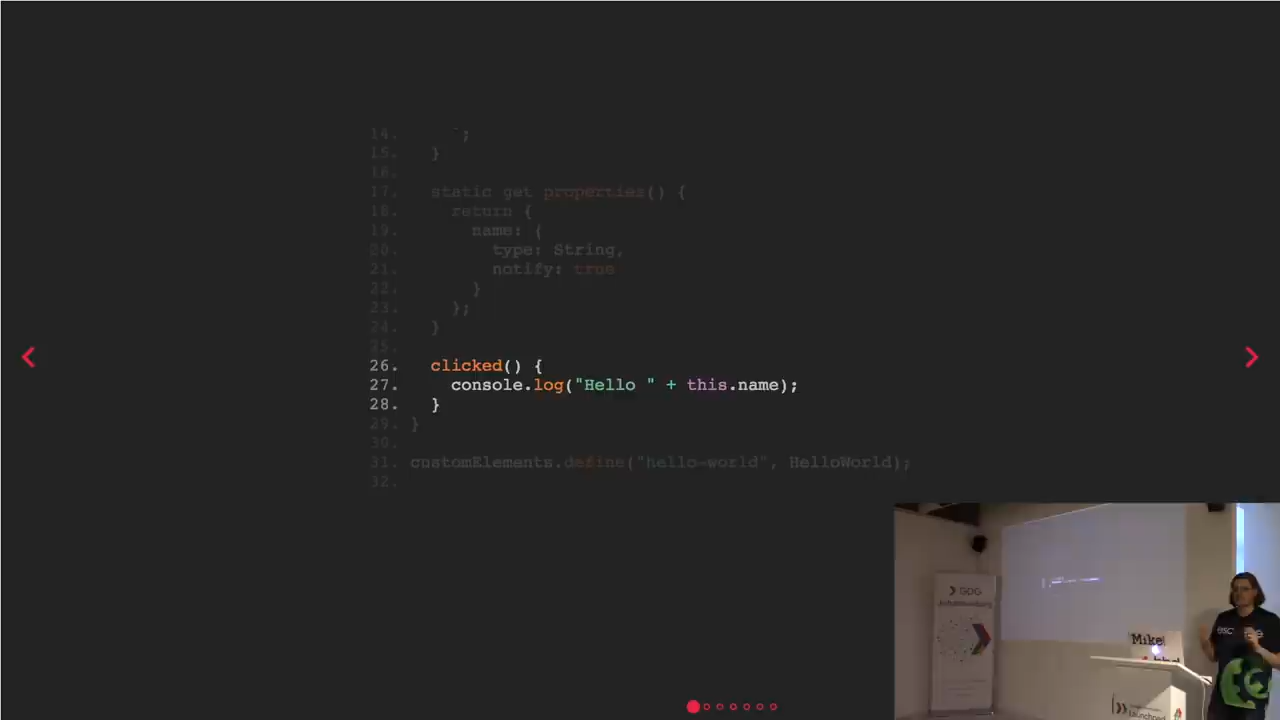 14.     `;
15.   }
16.
17.   static get properties() {
18.     return {
19.       name: {
20.         type: String,
21.         notify: true
22.       }
23.     };
24.   }
25.
26.   clicked() {
27.     console.log("Hello " + this.name);
28.   }
29. }
30.
31. customElements.define("hello-world", HelloWorld);
32.
GDG
Johannesburg
Mike